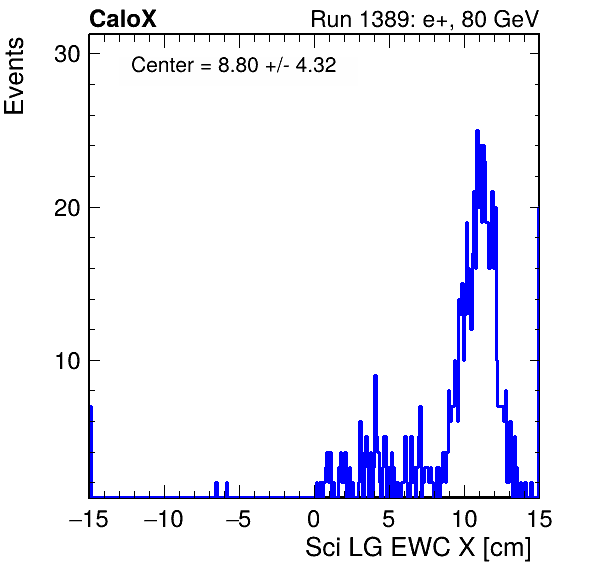 CaloX Run 1389: e+, 80 GeV
Events
Center = 8.80 +/- 4.32
30
20
10
−15 −10 −5 0 5 10 15
Sci LG EWC X [cm]